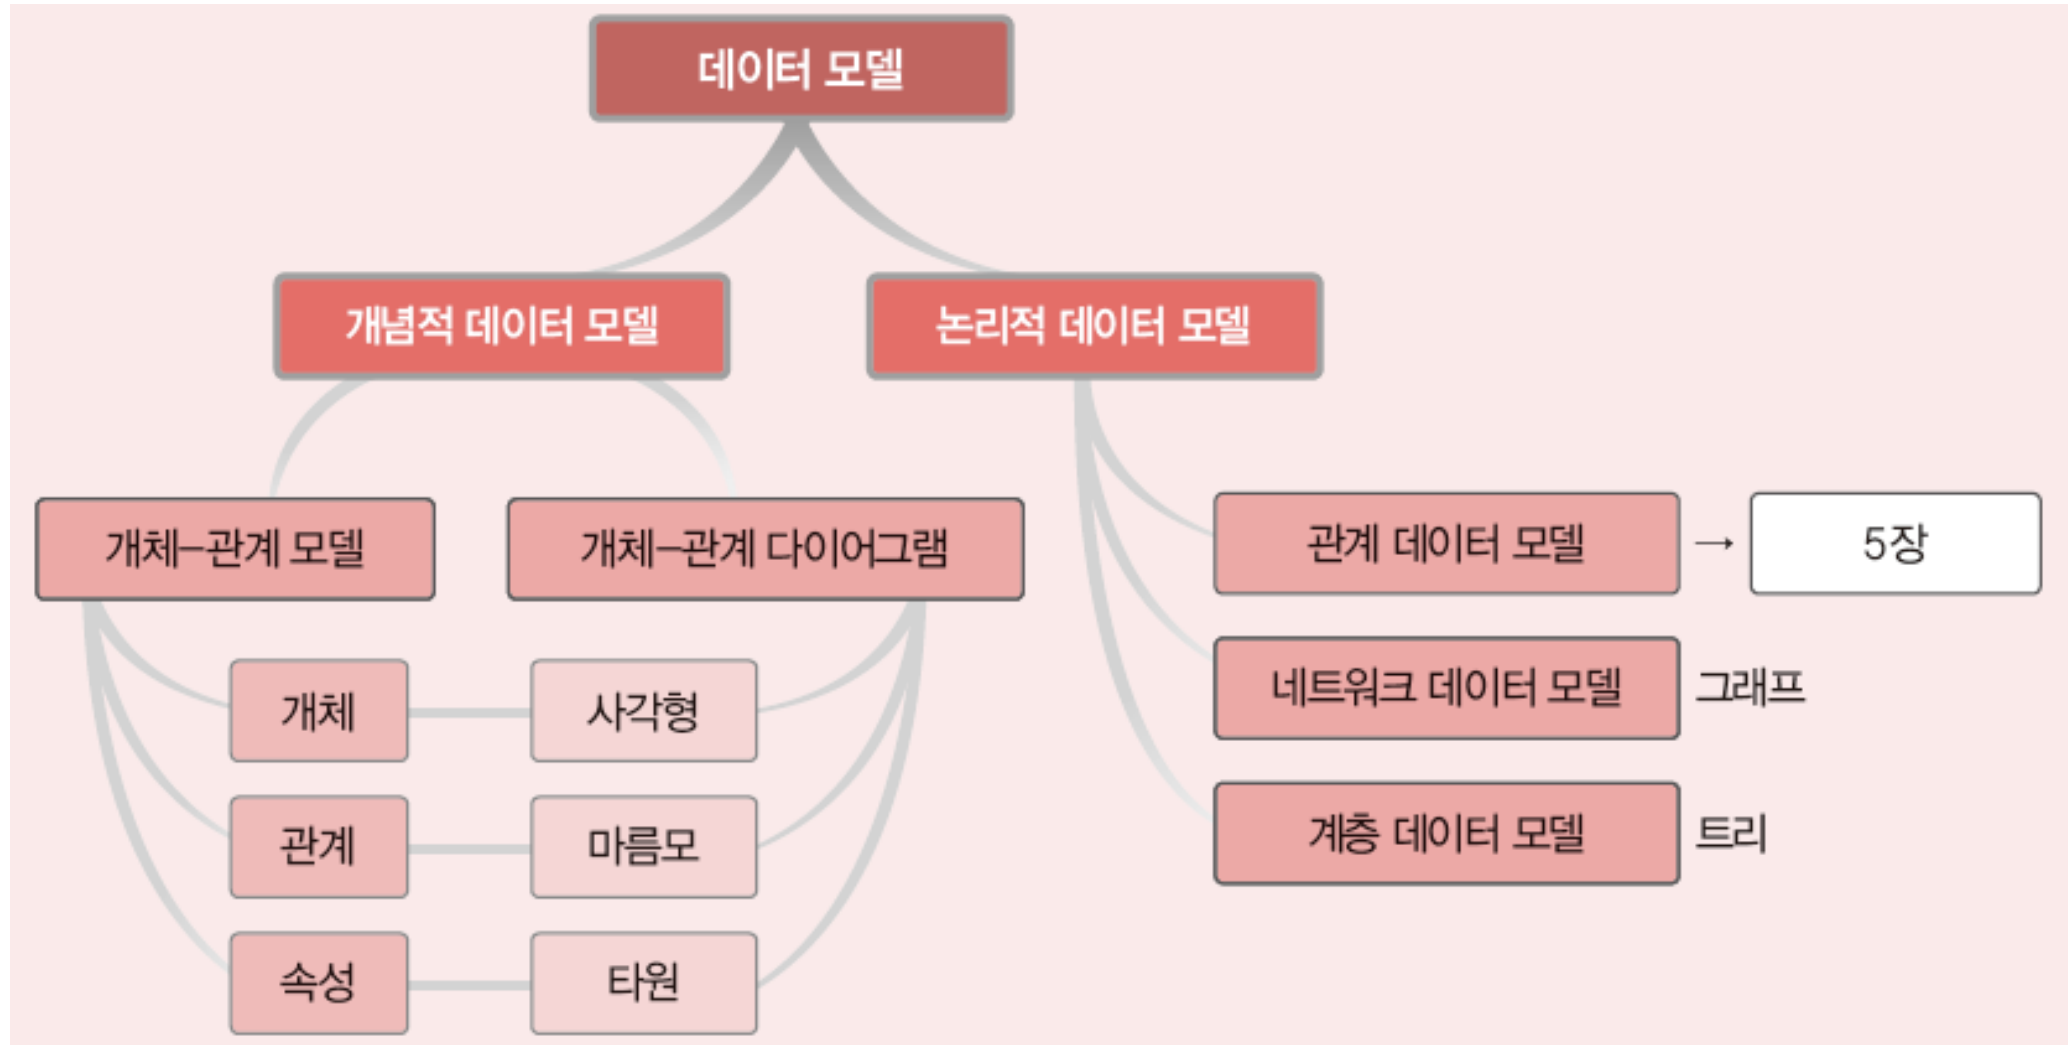 데이터 모델
개념적 데이터 모델
논리적 데이터 모델
개체-관계 모델
개체-관계 다이어그램
개체
사각형
관계
마름모
속성
타원
관계 데이터 모델 → 5장
네트워크 데이터 모델 그래프
계층 데이터 모델 트리